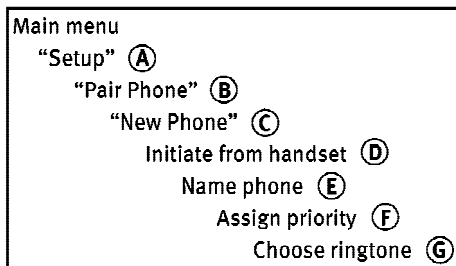 Main menu
“Setup” Ⓐ
“Pair Phone” Ⓑ
“New Phone” Ⓒ
Initiate from handset Ⓓ
Name phone Ⓔ
Assign priority Ⓕ
Choose ringtone Ⓖ